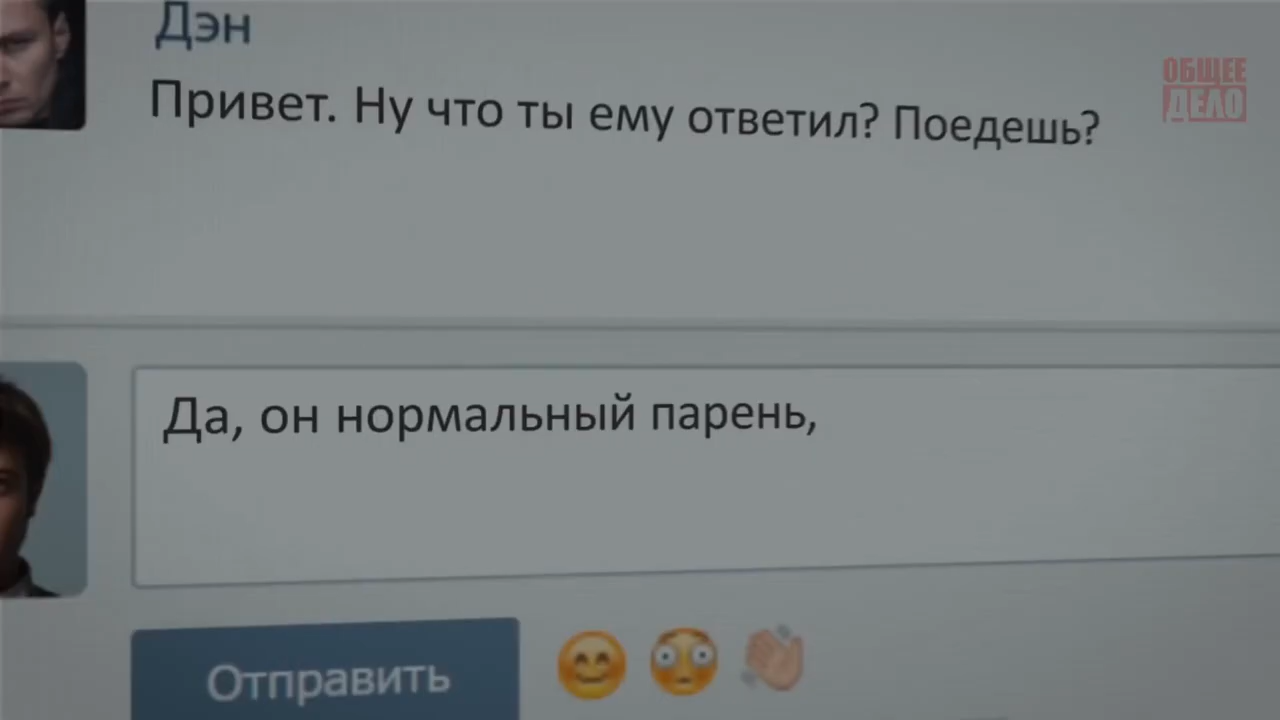 Дэн
Привет. Ну что ты ему ответил? Поедешь?
ОБЩЕЕ
ДЕЛО
Да, он нормальный парень,
Отправить